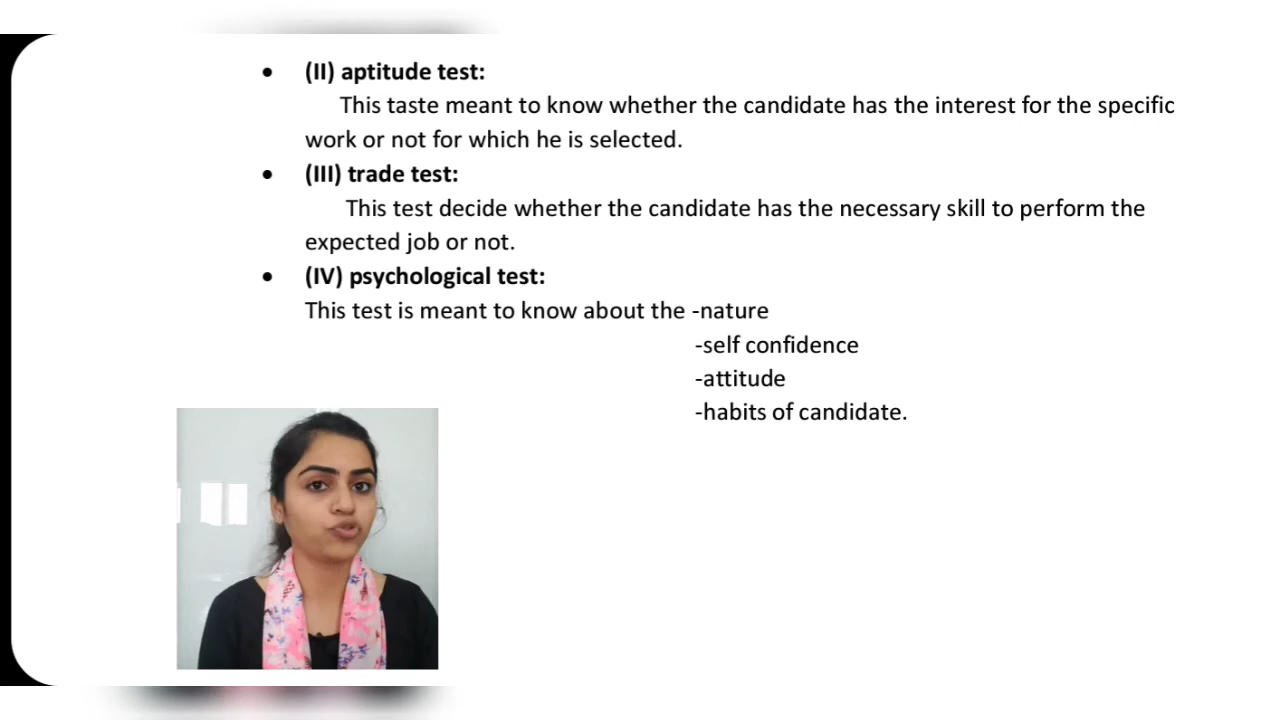 • (II) aptitude test:
This taste meant to know whether the candidate has the interest for the specific
work or not for which he is selected.
• (III) trade test:
This test decide whether the candidate has the necessary skill to perform the
expected job or not.
• (IV) psychological test:
This test is meant to know about the -nature
-self confidence
-attitude
-habits of candidate.